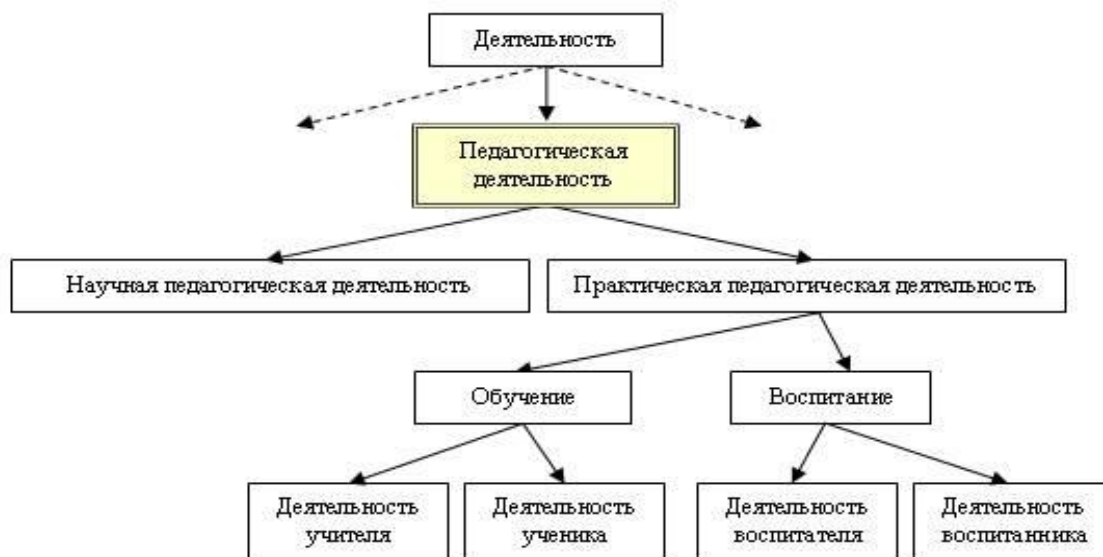 Деятельность
Педагогическая
деятельность
Научная педагогическая деятельность
Практическая педагогическая деятельность
Обучение
Воспитание
Деятельность
учителя
Деятельность
ученика
Деятельность
воспитателя
Деятельность
воспитанника